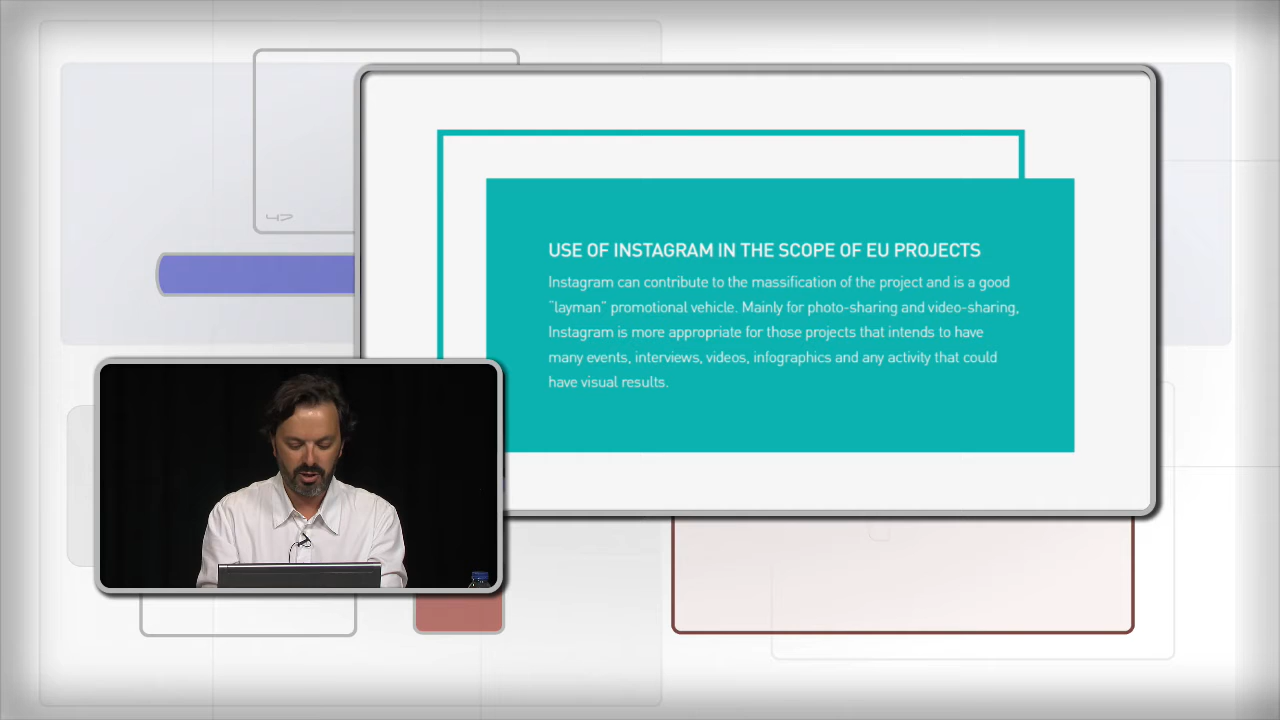 47
USE OF INSTAGRAM IN THE SCOPE OF EU PROJECTS
Instagram can contribute to the massification of the project and is a good
"layman" promotional vehicle. Mainly for photo-sharing and video-sharing,
Instagram is more appropriate for those projects that intends to have
many events, interviews, videos, infographics and any activity that could
have visual results.